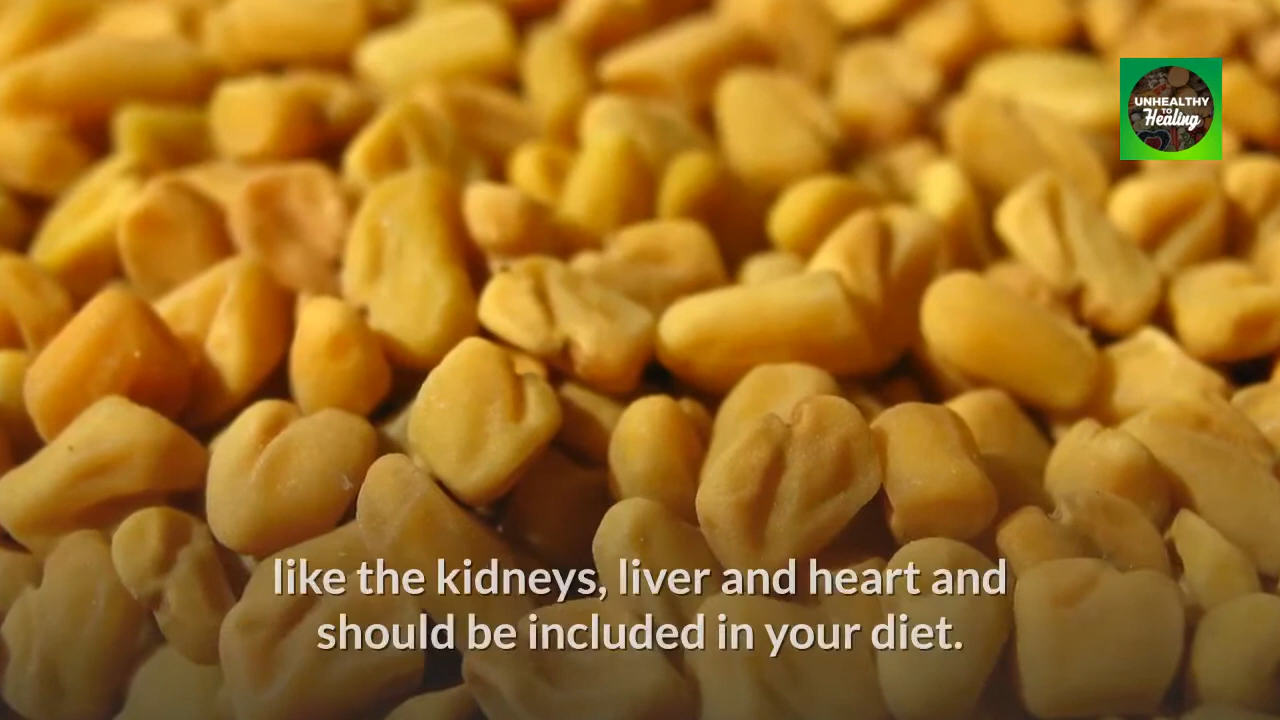 UNHEALTHY
TO
Healing
like the kidneys, liver and heart and
should be included in your diet.